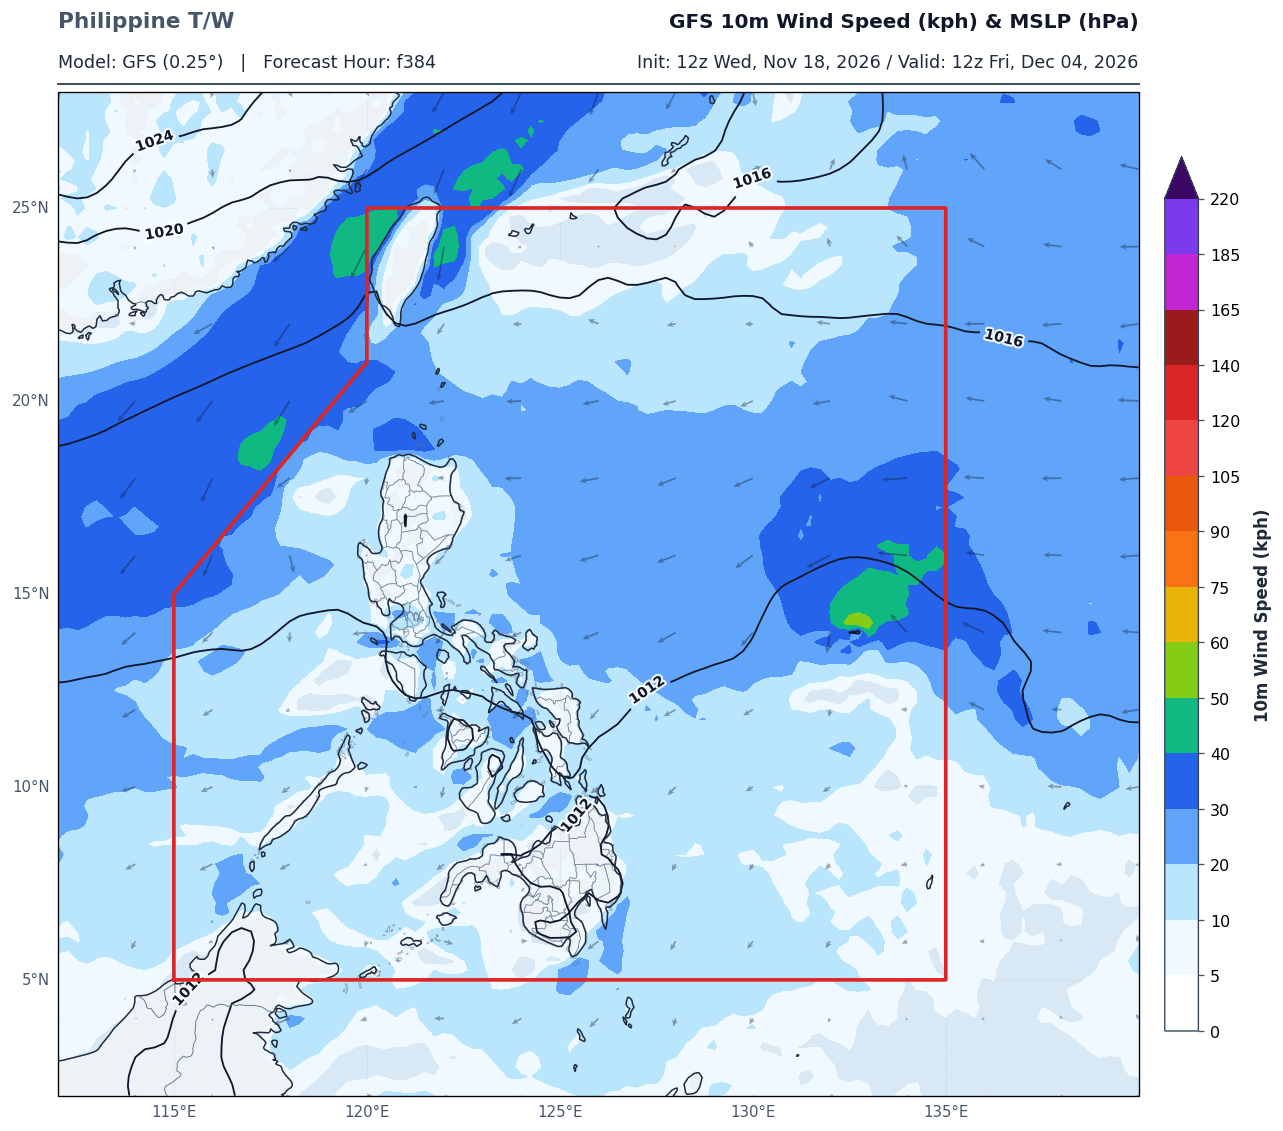 Philippine T/W
GFS 10m Wind Speed (kph) & MSLP (hPa)
Model: GFS (0.25°)   |   Forecast Hour: f384
Init: 12z Wed, Nov 18, 2026 / Valid: 12z Fri, Dec 04, 2026
1024
1020
1016
1016
1012
1012
1012
25°N
20°N
15°N
10°N
5°N
115°E
120°E
125°E
130°E
135°E
220
185
165
140
120
105
90
75
60
50
40
30
20
10
5
0
10m Wind Speed (kph)